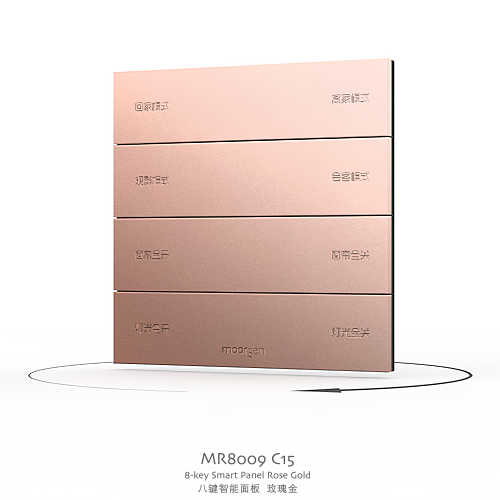 回家模式 离家模式
观影模式 会客模式
窗帘全开 窗帘全关
灯光全开 灯光全关
moorgen
MR8009 C15
8-key Smart Panel Rose Gold
八键智能面板 玫瑰金